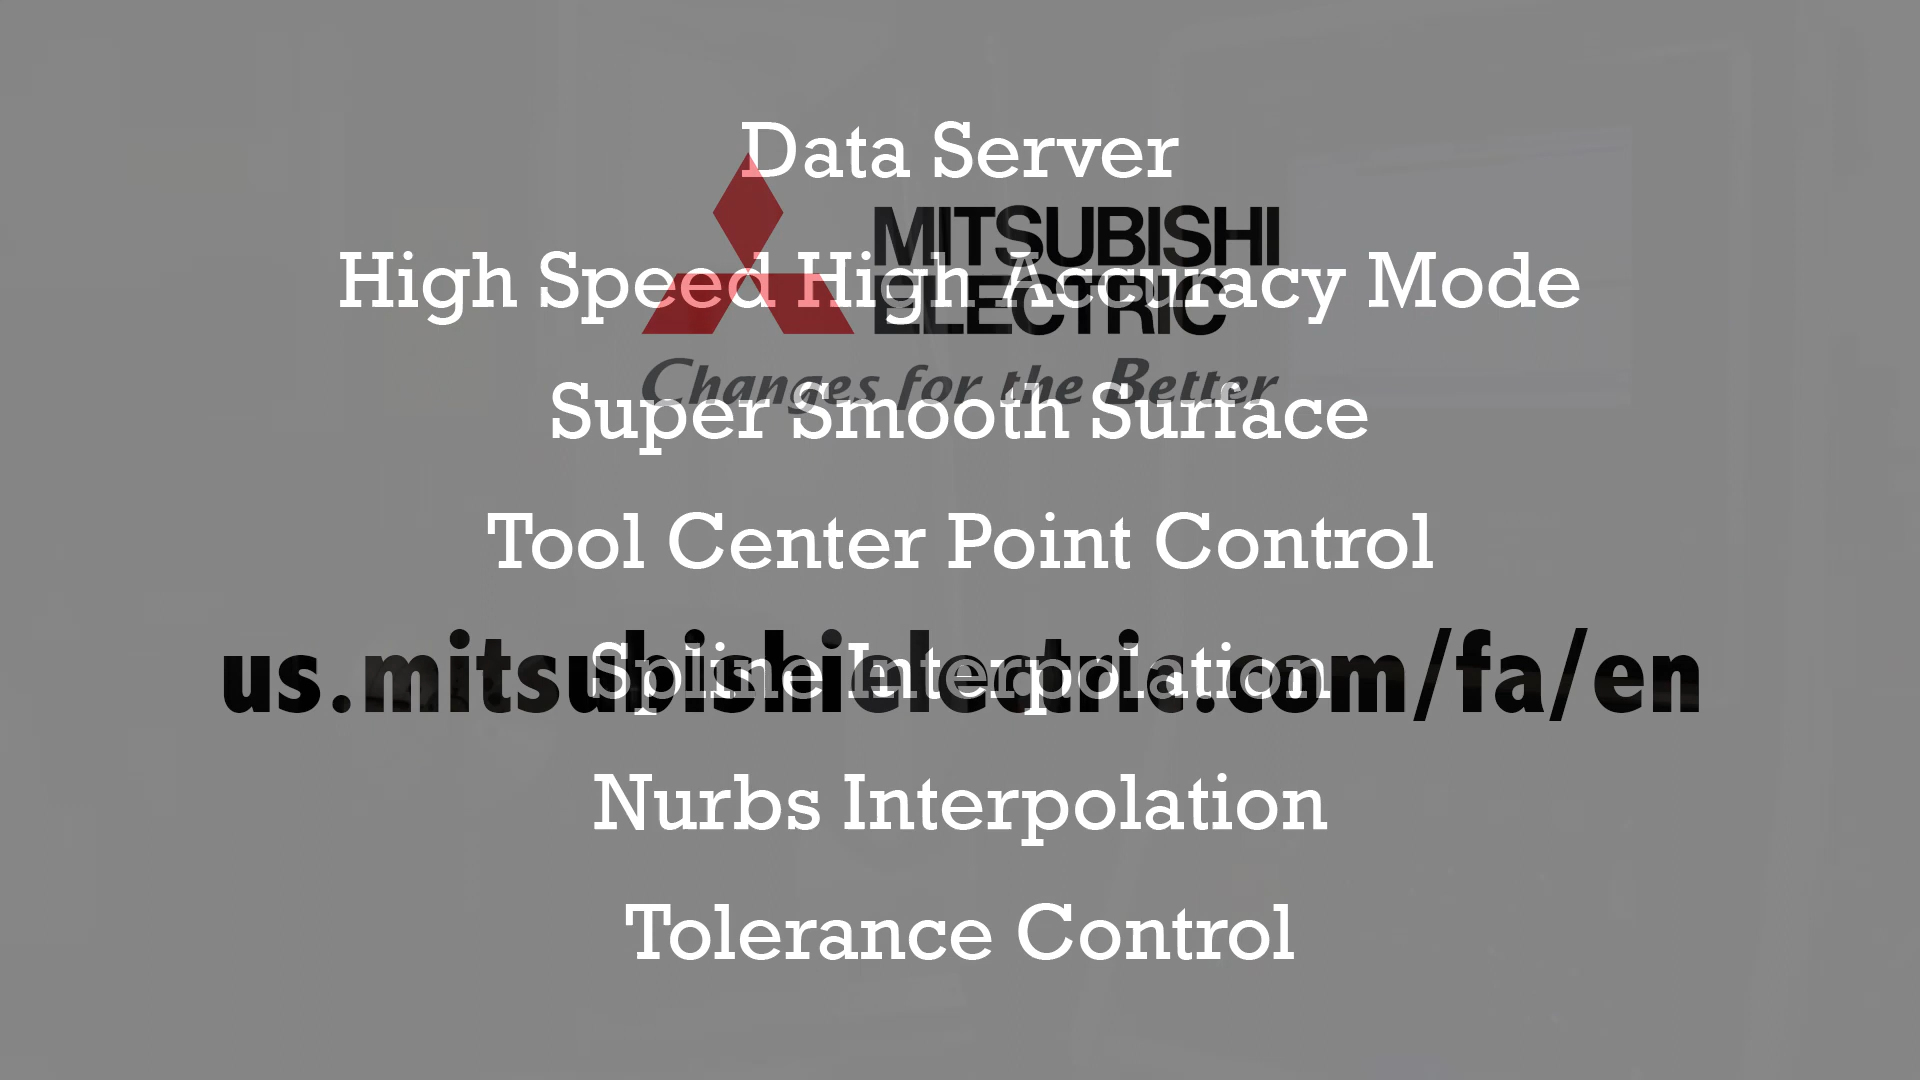 Data Server
MITSUBISHI
ELECTRIC
High Speed High Accuracy Mode
Changes for the Better
Super Smooth Surface
Tool Center Point Control
us.mitsubishielectric.com/fa/en
Spline Interpolation
Nurbs Interpolation
Tolerance Control